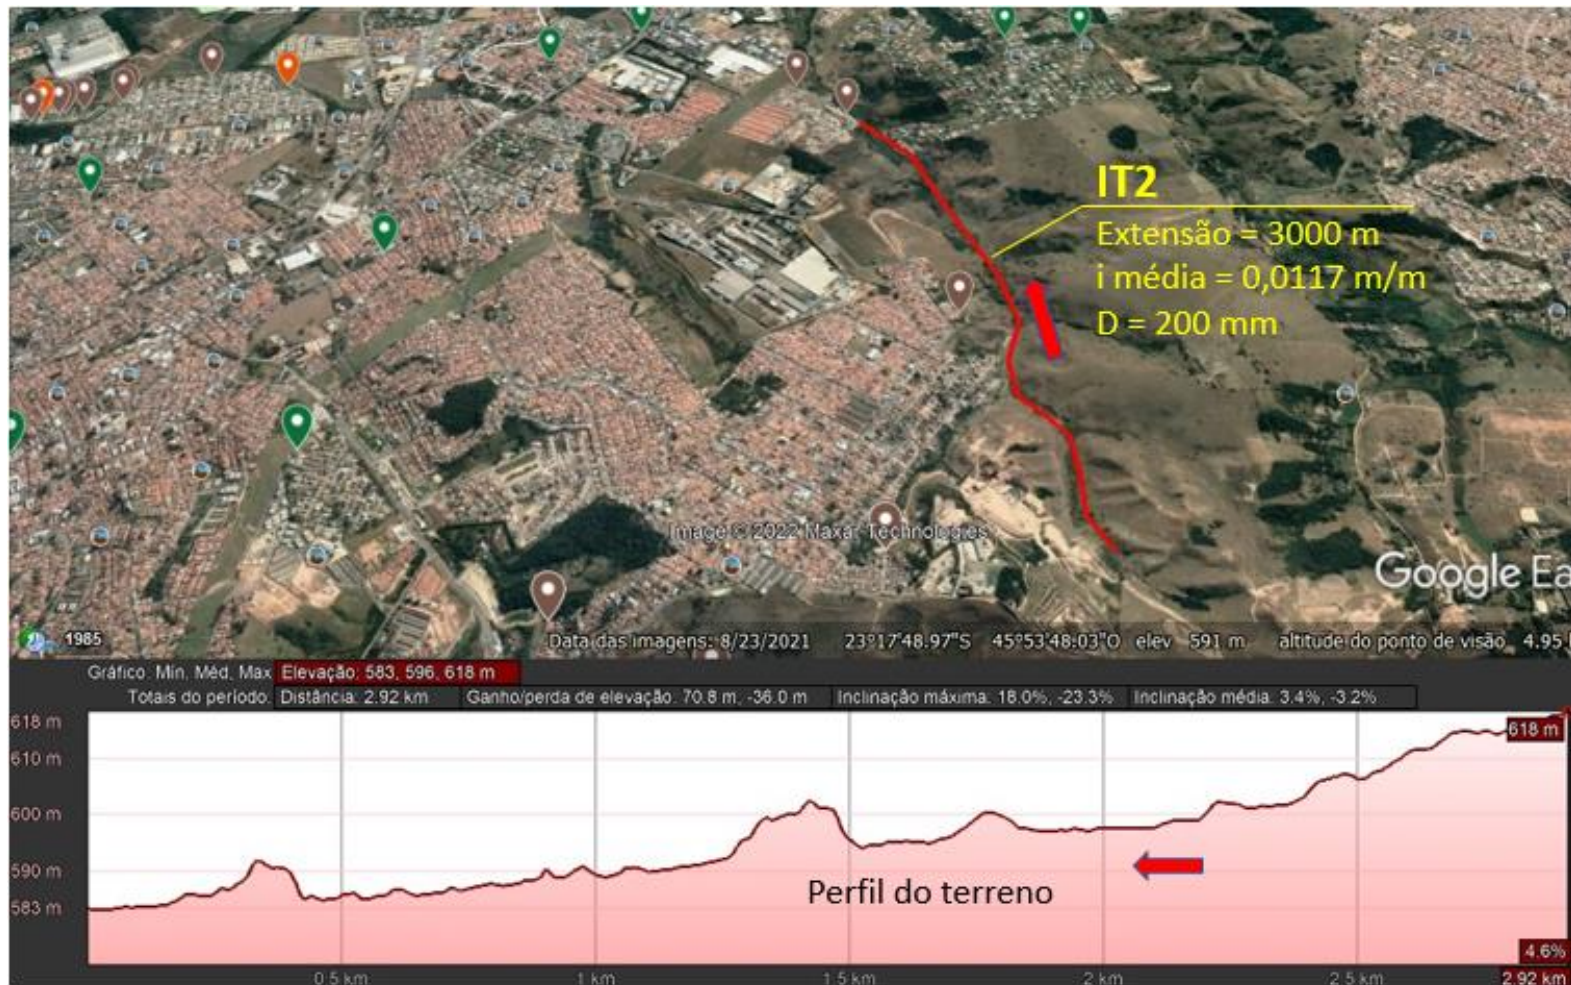 IT2
Extensão = 3000 m
i média = 0,0117 m/m
D = 200 mm
Image © 2022 Maxar Technologies
Google Ea
1985
Data das imagens: 8/23/2021 23°17'48.97"S 45°53'48.03"O elev 591 m altitude do ponto de visão 4.95
Gráfico: Mín, Méd, Max Elevação: 583, 596, 618 m
Totais do período: Distância: 2.92 km Ganho/perda de elevação: 70.8 m, -36.0 m Inclinação máxima: 18.0%, -23.3% Inclinação média: 3.4%, -3.2%
618 m
618 m
610 m
600 m
590 m
Perfil do terreno
583 m
4.6%
0.5 km 1 km 1.5 km 2 km 2.5 km 2.92 km